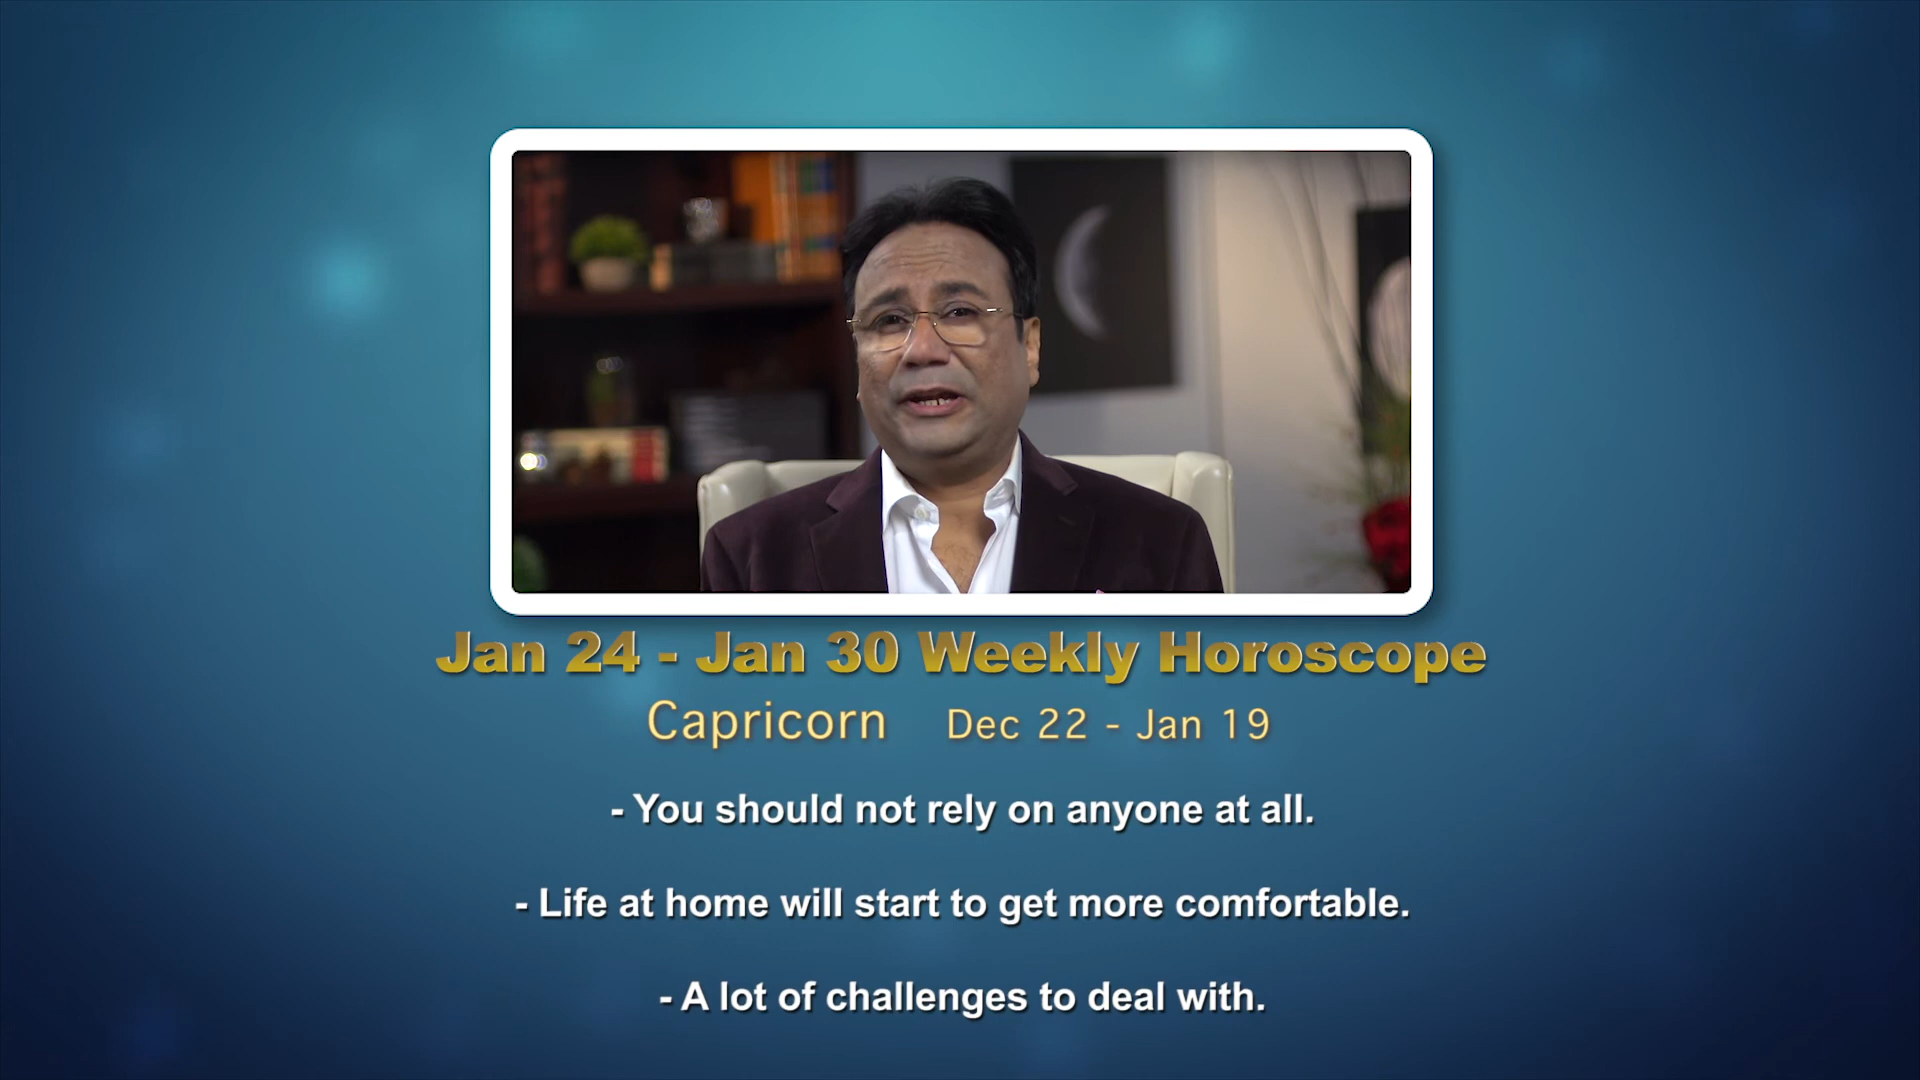 Jan 24 - Jan 30 Weekly Horoscope
Capricorn Dec 22 - Jan 19
- You should not rely on anyone at all.
- Life at home will start to get more comfortable.
- A lot of challenges to deal with.